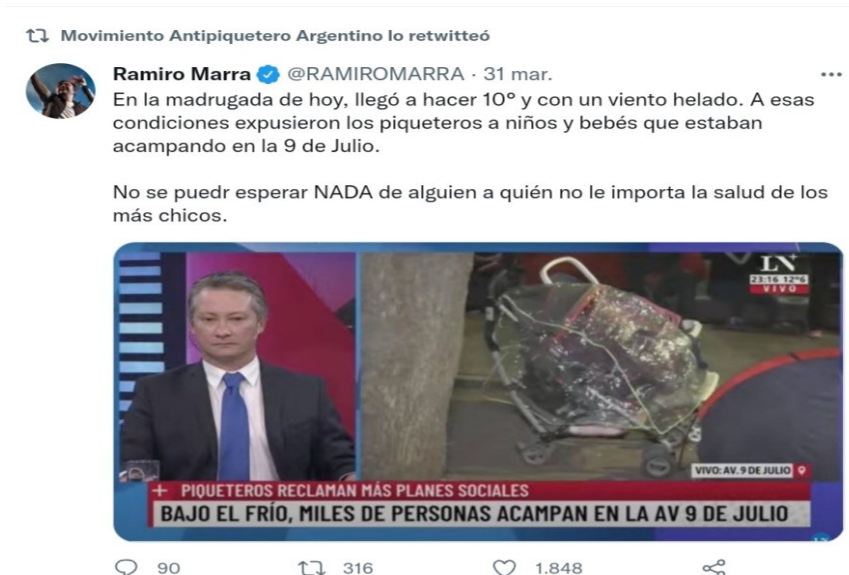 Movimiento Antipiquetero Argentino lo retwitteó
Ramiro Marra @RAMIROMARRA · 31 mar.
En la madrugada de hoy, llegó a hacer 10° y con un viento helado. A esas
condiciones expusieron los piqueteros a niños y bebés que estaban
acampando en la 9 de Julio.
No se puedr esperar NADA de alguien a quién no le importa la salud de los
más chicos.
LN+
23:16 12°6
VIVO
VIVO: AV. 9 DE JULIO
+ PIQUETEROS RECLAMAN MÁS PLANES SOCIALES
BAJO EL FRÍO, MILES DE PERSONAS ACAMPAN EN LA AV 9 DE JULIO
90 316 1.848